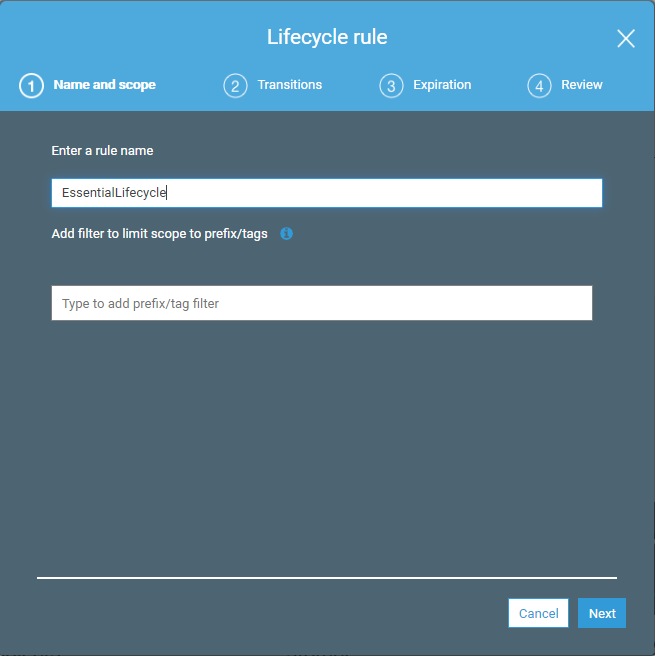 Lifecycle rule
1 Name and scope 2 Transitions 3 Expiration 4 Review
Enter a rule name
EssentialLifecycle
Add filter to limit scope to prefix/tags
Type to add prefix/tag filter
Cancel Next